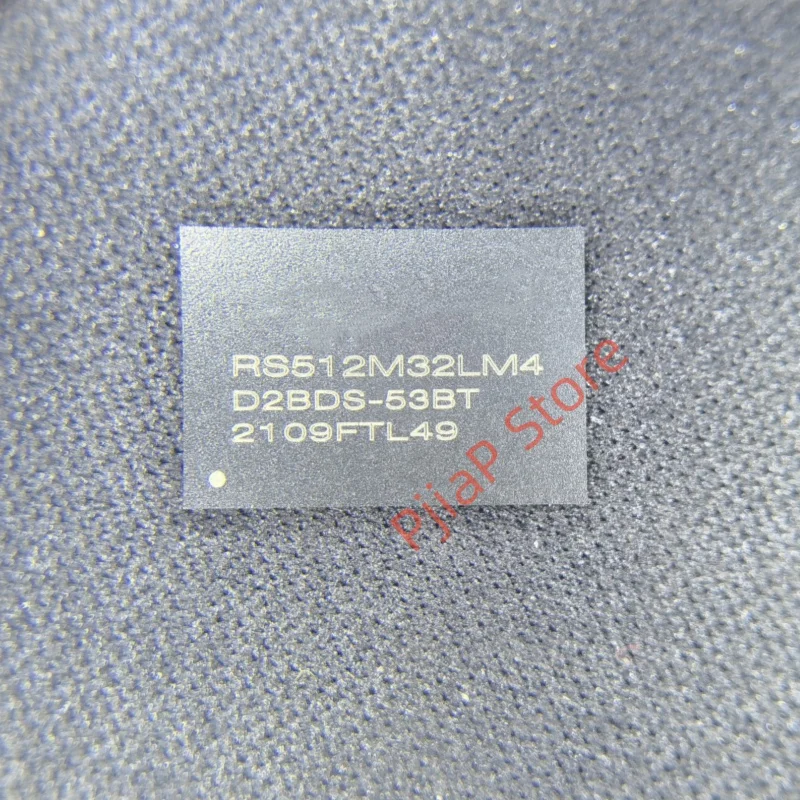 RS512M32LM4
D2BDS-53BT
2109FTL49
PjiaP Store